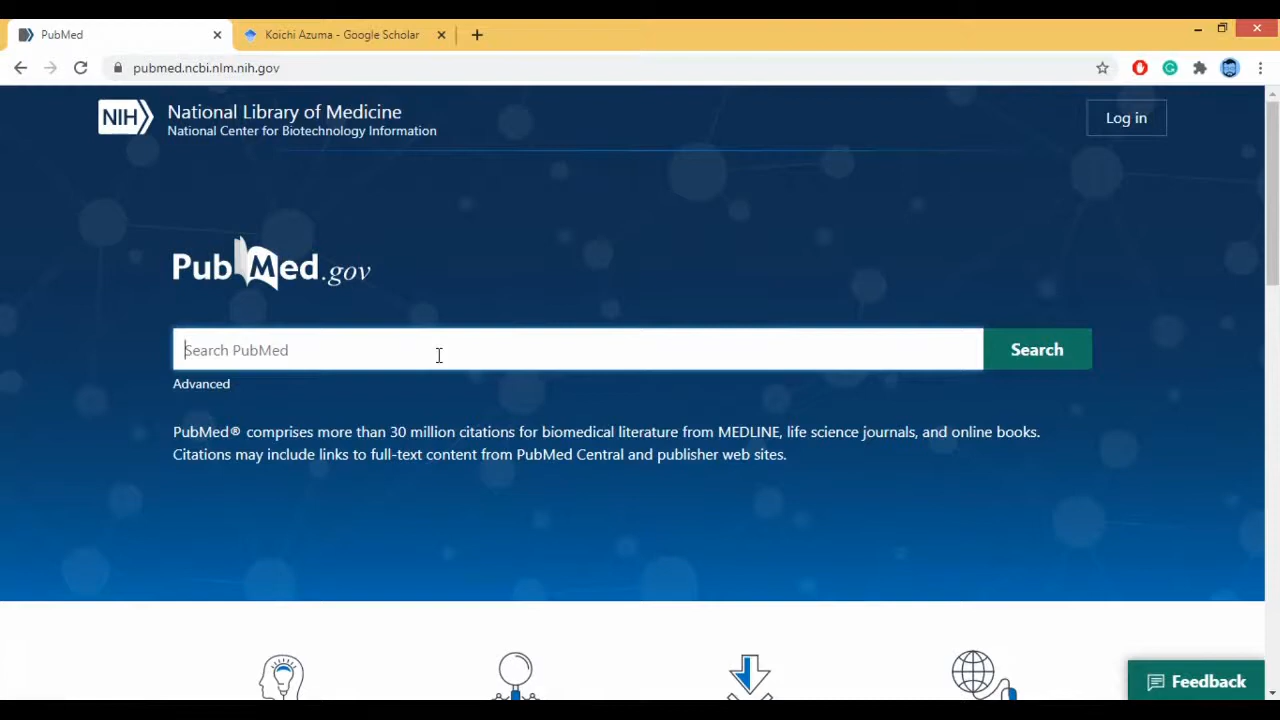 PubMed
Koichi Azuma - Google Scholar
pubmed.ncbi.nlm.nih.gov
NIH
National Library of Medicine
National Center for Biotechnology Information
Log in
PubMed.gov
Search PubMed
Search
Advanced
PubMed® comprises more than 30 million citations for biomedical literature from MEDLINE, life science journals, and online books.
Citations may include links to full-text content from PubMed Central and publisher web sites.
Feedback